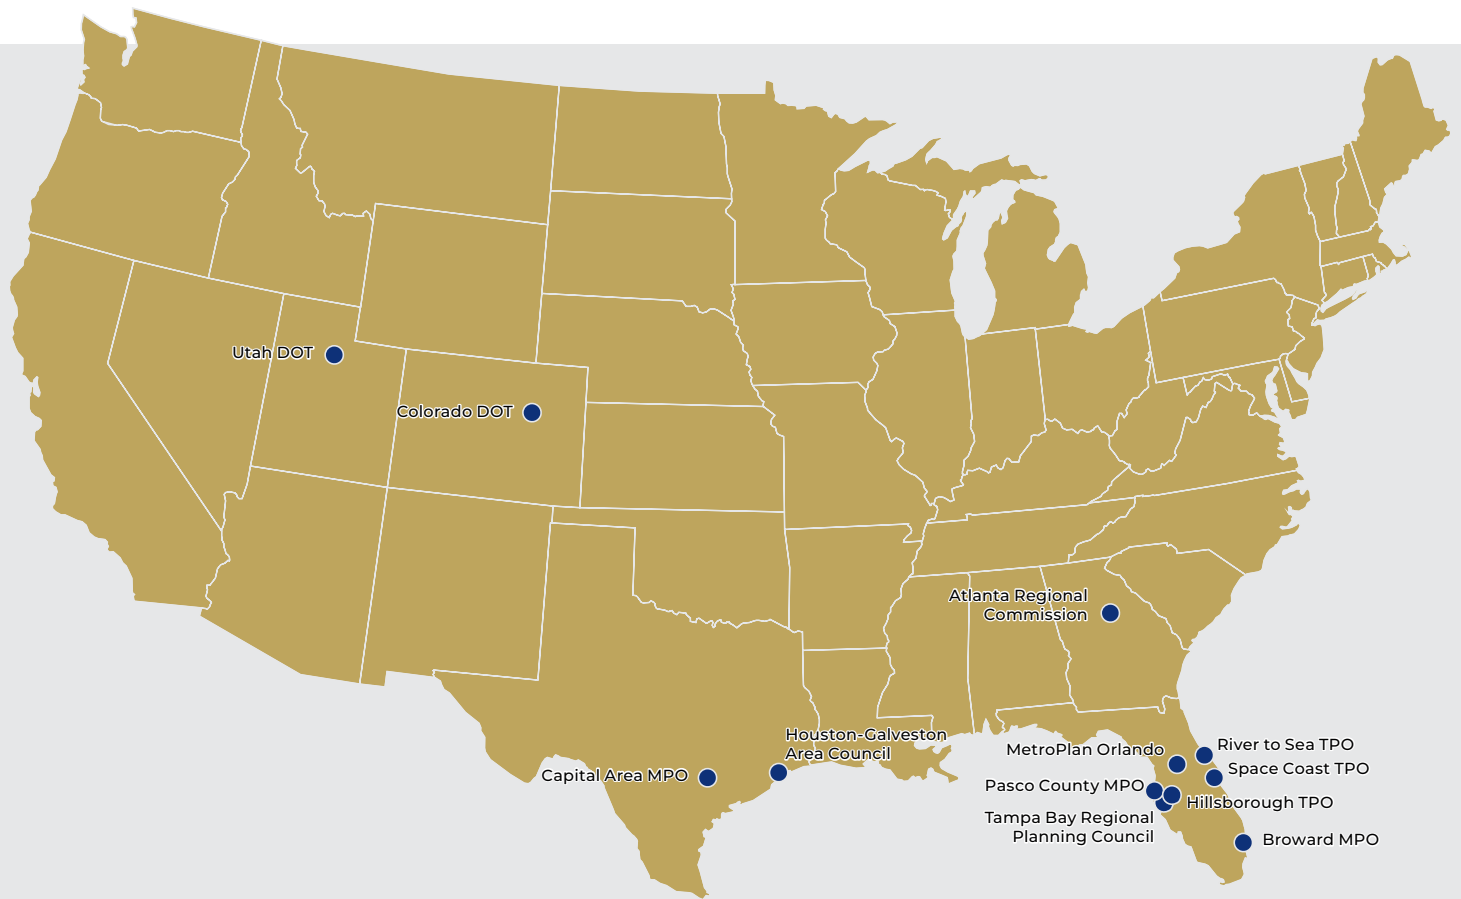 Utah DOT
Colorado DOT
Atlanta Regional
Commission
Houston-Galveston
Area Council
Capital Area MPO
MetroPlan Orlando
River to Sea TPO
Space Coast TPO
Pasco County MPO
Hillsborough TPO
Tampa Bay Regional
Planning Council
Broward MPO